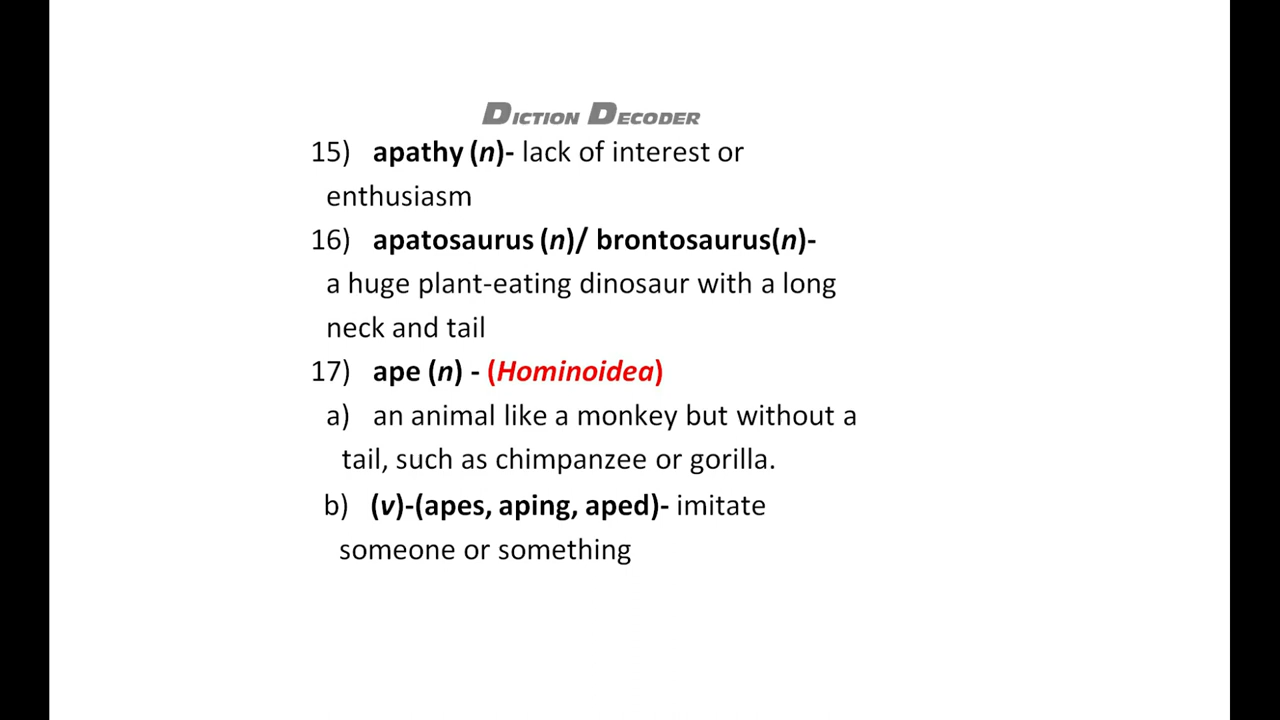 DICTION DECODER
15) apathy (n)- lack of interest or
enthusiasm
16) apatosaurus (n)/ brontosaurus(n)-
a huge plant-eating dinosaur with a long
neck and tail
17) ape (n) - (Hominoidea)
a) an animal like a monkey but without a
tail, such as chimpanzee or gorilla.
b) (v)-(apes, aping, aped)- imitate
someone or something